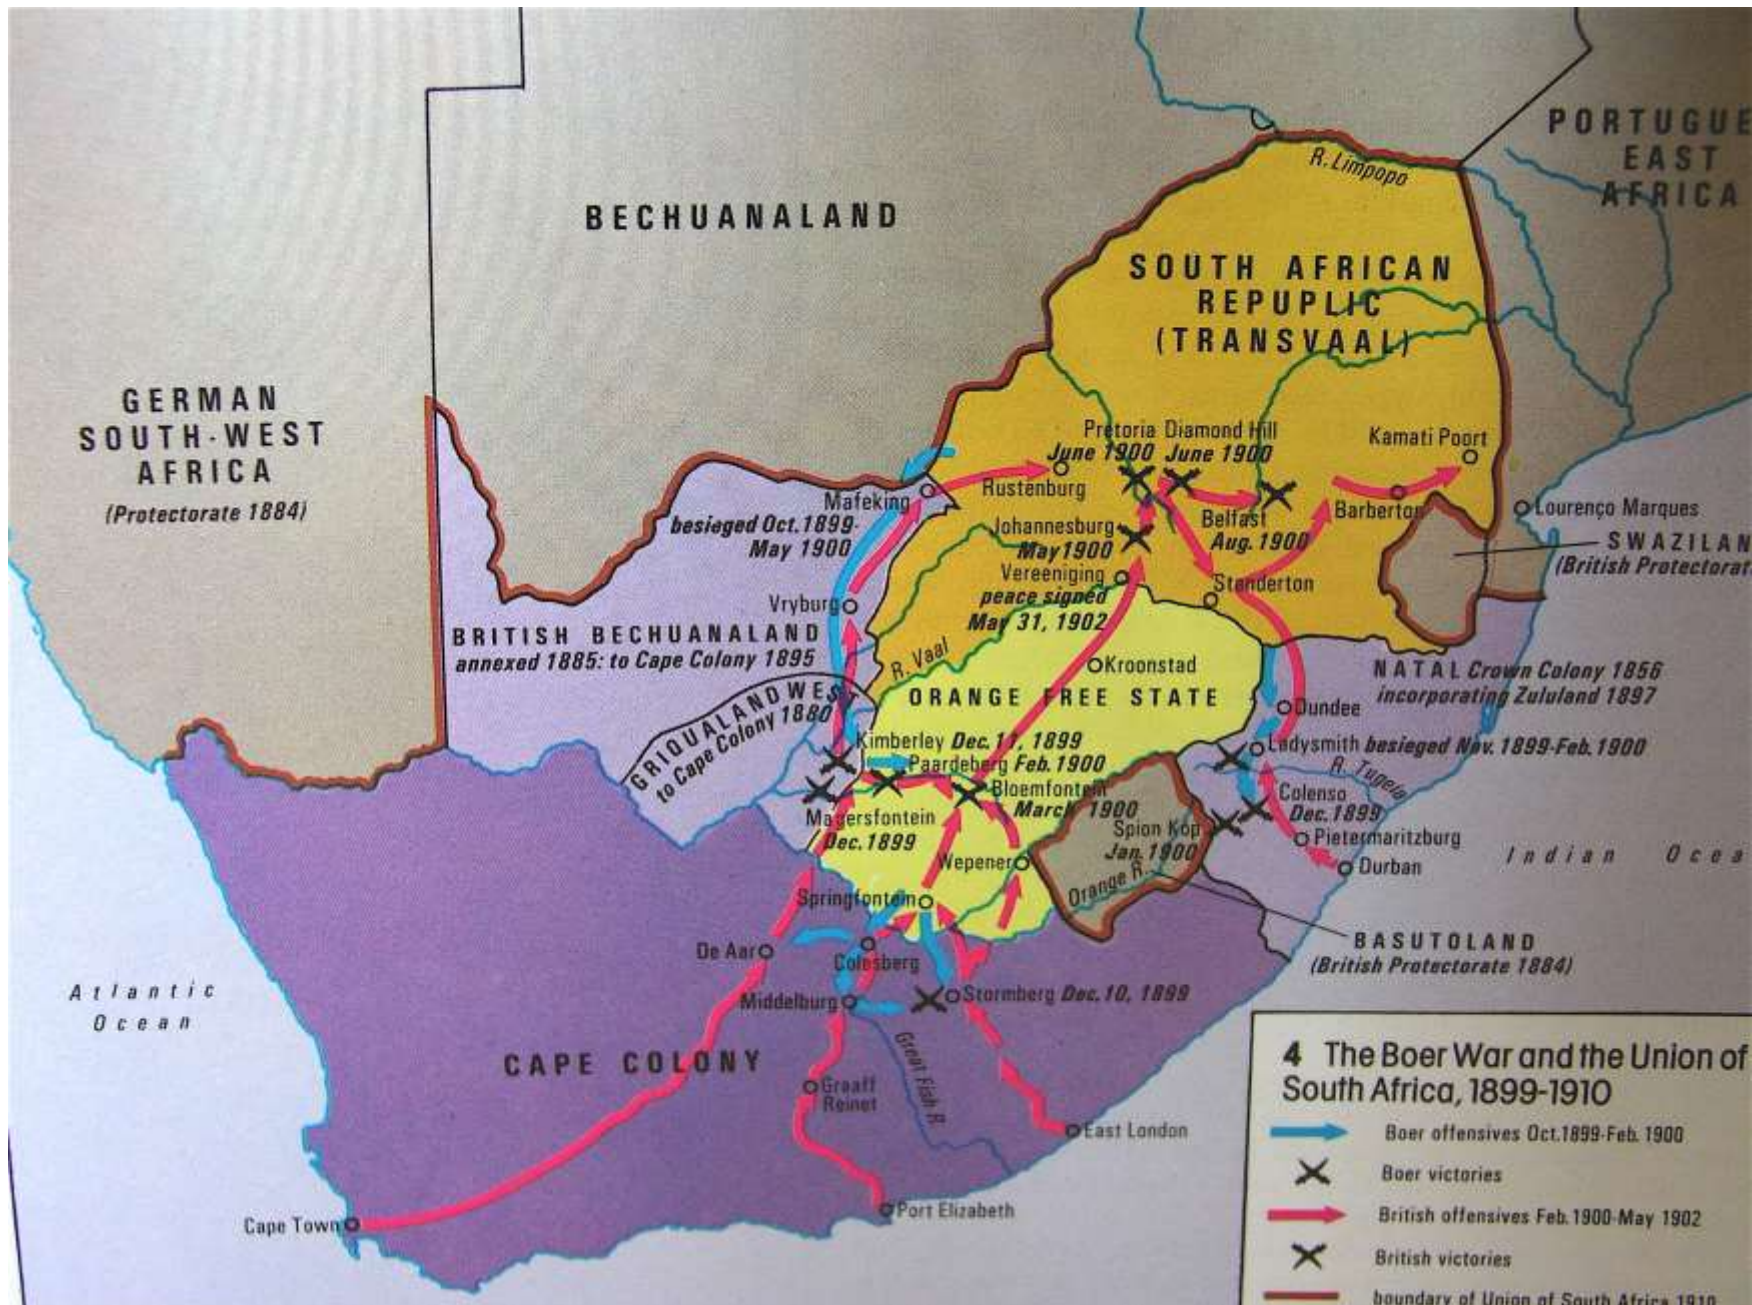 PORTUGUE
EAST
AFRICA
R. Limpopo
BECHUANALAND
SOUTH AFRICAN
REPUPLIC
(TRANSVAAL)
GERMAN
SOUTH-WEST
AFRICA
(Protectorate 1884)
Pretoria
June 1900
Diamond Hill
June 1900
Kamati Poort
Rustenburg
Mafeking
besieged Oct. 1899-
May 1900
Johannesburg
May 1900
Belfast
Aug. 1900
Barberton
Lourenço Marques
SWAZILAN
(British Protectorat
Vereeniging
peace signed
May 31, 1902
Standerton
Vryburg
BRITISH BECHUANALAND
annexed 1885: to Cape Colony 1895
R. Vaal
Kroonstad
NATAL Crown Colony 1856
incorporating Zululand 1897
ORANGE FREE STATE
GRIQUALAND WEST
to Cape Colony 1880
Dundee
Kimberley Dec. 11, 1899
Ladysmith besieged Nov. 1899-Feb. 1900
Paardeberg Feb. 1900
R. Tugela
Bloemfontein
March 1900
Colenso
Dec. 1899
Magersfontein
Dec. 1899
Spion Kop
Jan. 1900
Pietermaritzburg
Indian Ocea
Wepener
Durban
Orange R.
Springfontein
De Aar
Colesberg
BASUTOLAND
(British Protectorate 1884)
Atlantic
Ocean
Middelburg
Stormberg Dec. 10, 1899
CAPE COLONY
Great Fish R.
Graaff
Reinet
East London
Cape Town
Port Elizabeth
4 The Boer War and the Union of
South Africa, 1899-1910
Boer offensives Oct. 1899-Feb. 1900
Boer victories
British offensives Feb. 1900-May 1902
British victories
boundary of Union of South Africa 1910